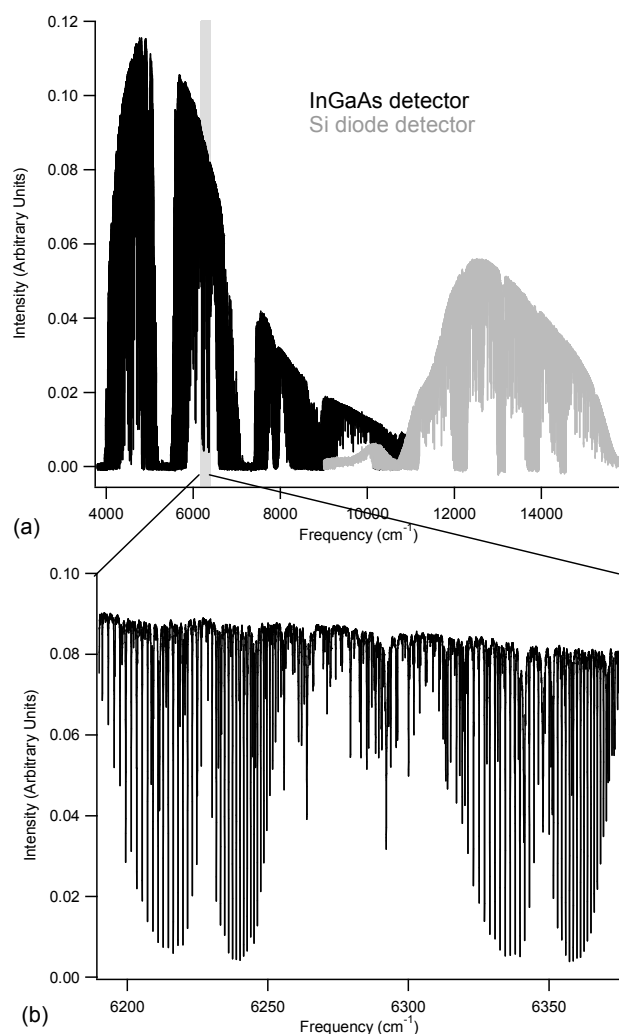 0.12
0.10
0.08
0.06
0.04
0.02
0.00
Intensity (Arbitrary Units)
InGaAs detector
Si diode detector
4000 6000 8000 10000 12000 14000
Frequency (cm⁻¹)
(a)
0.10
0.08
0.06
0.04
0.02
0.00
Intensity (Arbitrary Units)
6200 6250 6300 6350
Frequency (cm⁻¹)
(b)